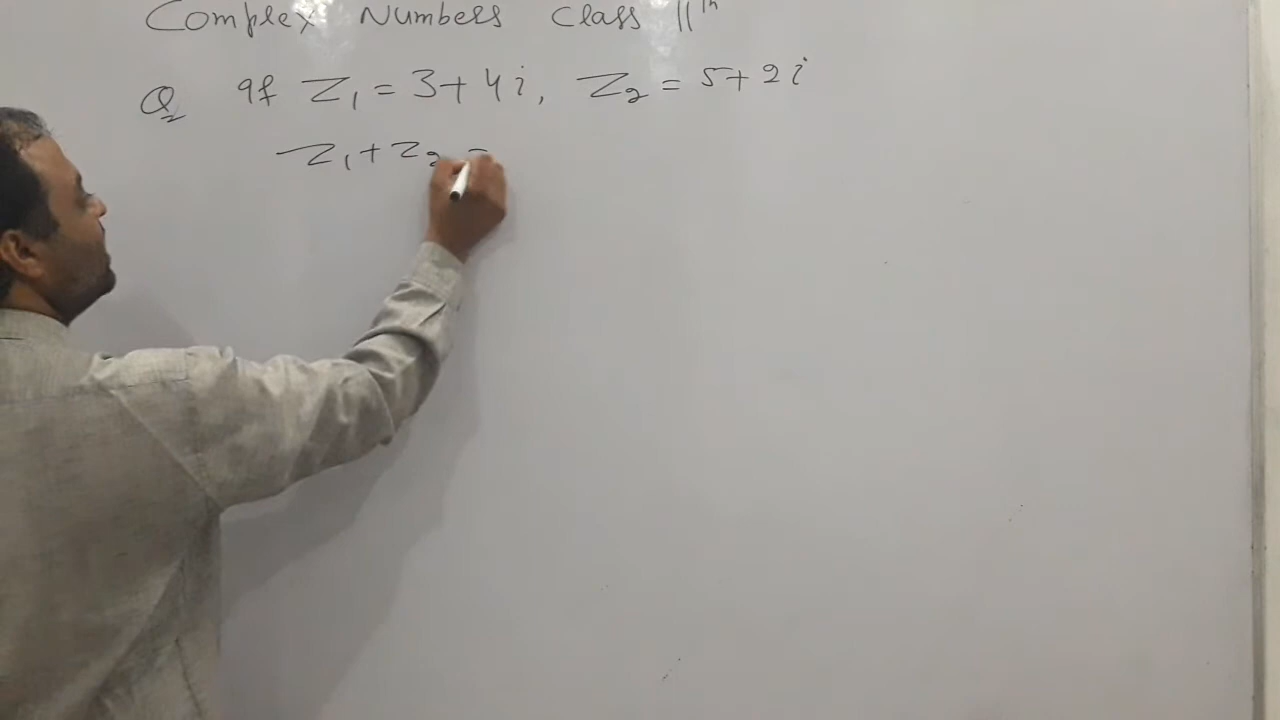 Complex Numbers Class 11th
Q If Z₁ = 3+4i, Z₂ = 5+2i
Z₁+Z₂ =